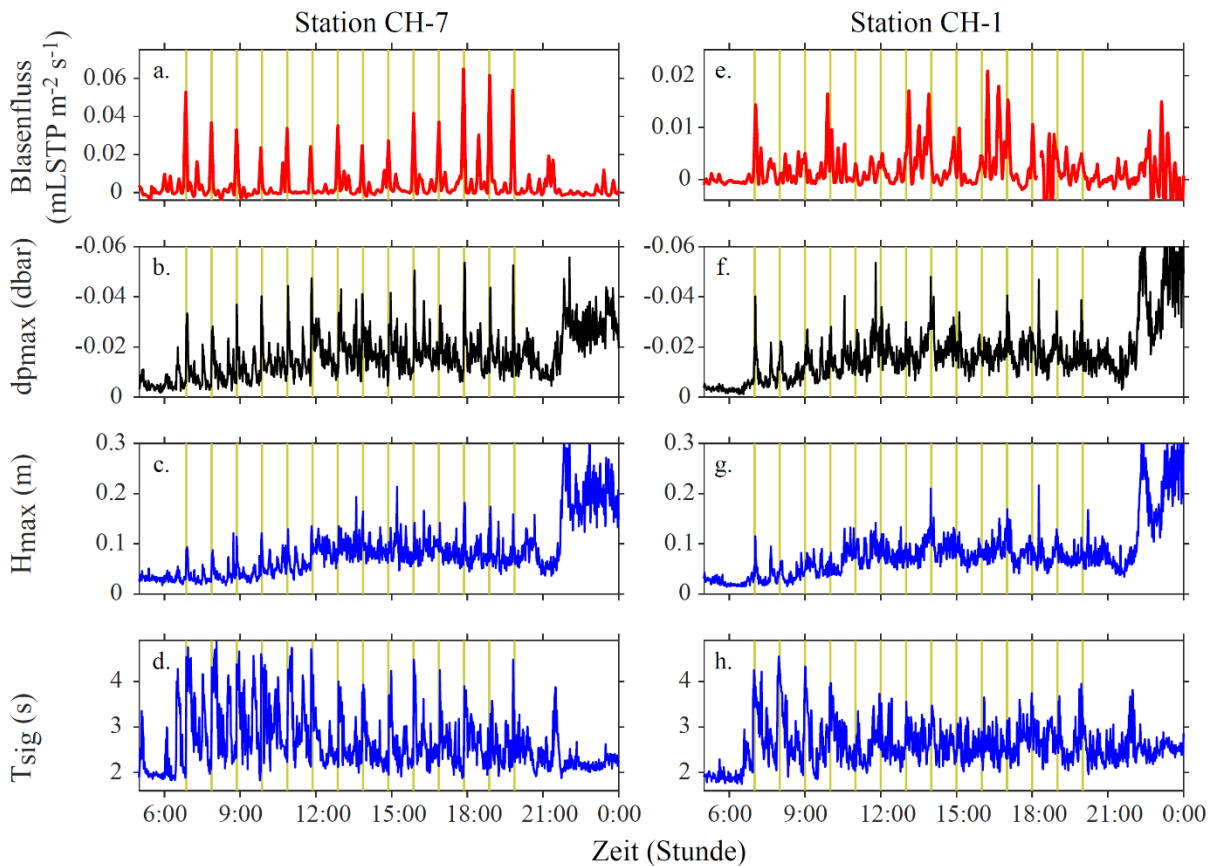 Station CH-7
Station CH-1
Blasenfluss
(mLSTP m⁻² s⁻¹)
a.
0.06
0.04
0.02
0
e.
0.02
0.01
0
dpmax (dbar)
b.
-0.06
-0.04
-0.02
0
f.
-0.06
-0.04
-0.02
0
Hmax (m)
c.
0.3
0.2
0.1
0
g.
0.3
0.2
0.1
0
Tsig (s)
d.
4
3
2
h.
4
3
2
6:00 9:00 12:00 15:00 18:00 21:00 0:00
6:00 9:00 12:00 15:00 18:00 21:00 0:00
Zeit (Stunde)